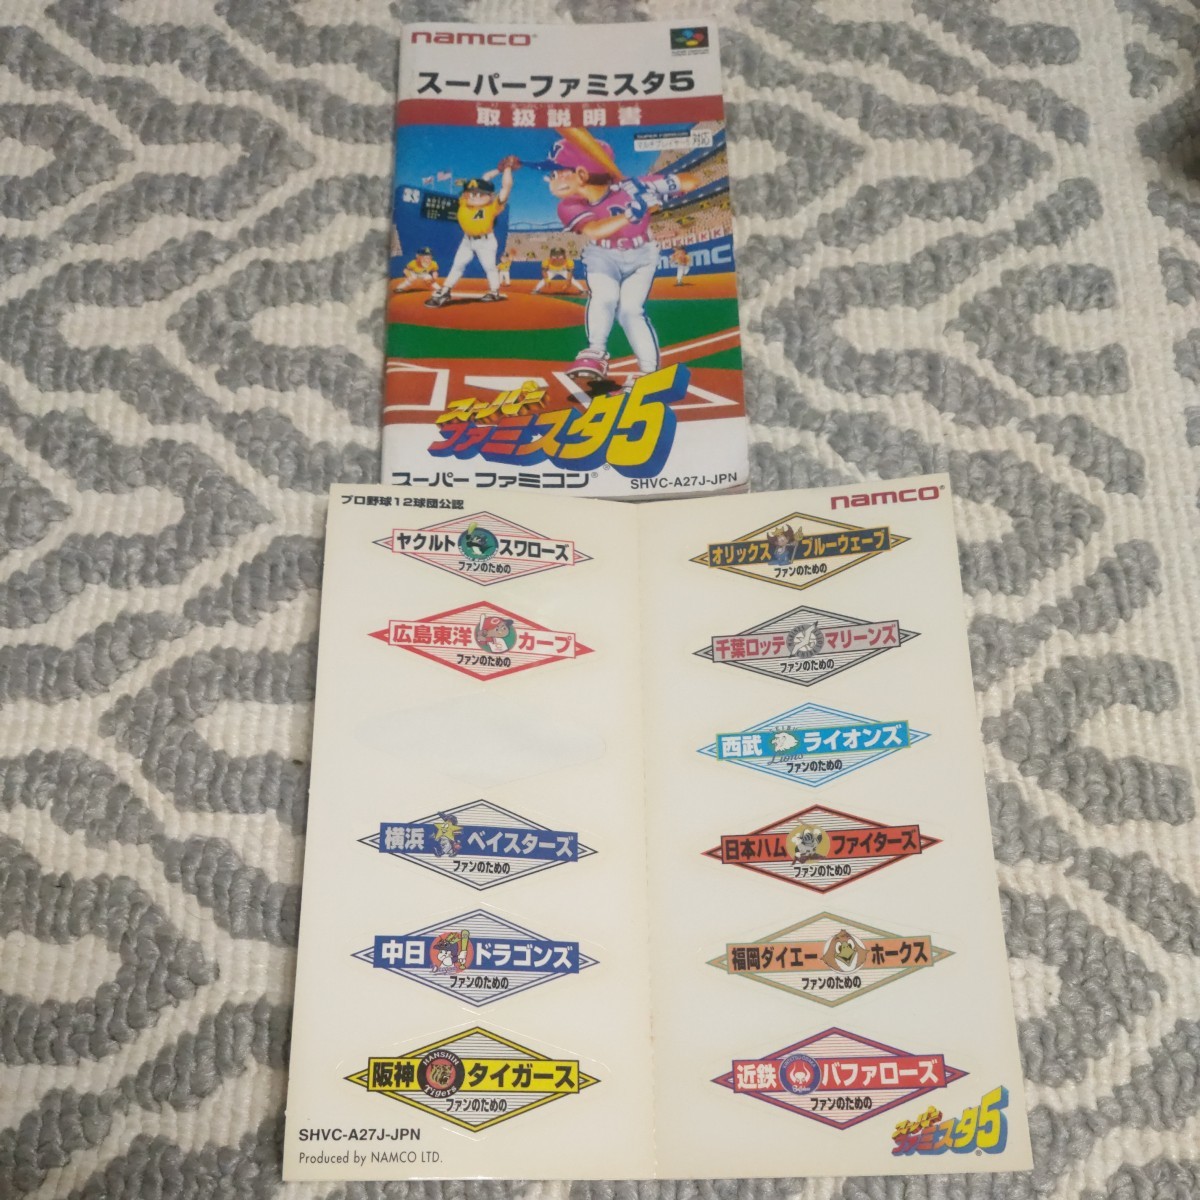 namco
スーパーファミスタ5
取扱説明書
A
namc
スーパー
ファミスタ5
スーパーファミコン
SHVC-A27J-JPN
プロ野球12球団公認
namco
ヤクルト スワローズ
ファンのための
広島東洋 カープ
ファンのための
横浜 ベイスターズ
ファンのための
中日 ドラゴンズ
ファンのための
HANSHIN
阪神 タイガース
Tigers
ファンのための
オリックス ブルーウェーブ
ファンのための
千葉ロッテ マリーンズ
ファンのための
西武 ライオンズ
Lions
ファンのための
日本ハム ファイターズ
ファンのための
福岡ダイエー ホークス
ファンのための
近鉄 バファローズ
ファンのための
SHVC-A27J-JPN
Produced by NAMCO LTD.
スーパー
ファミスタ5